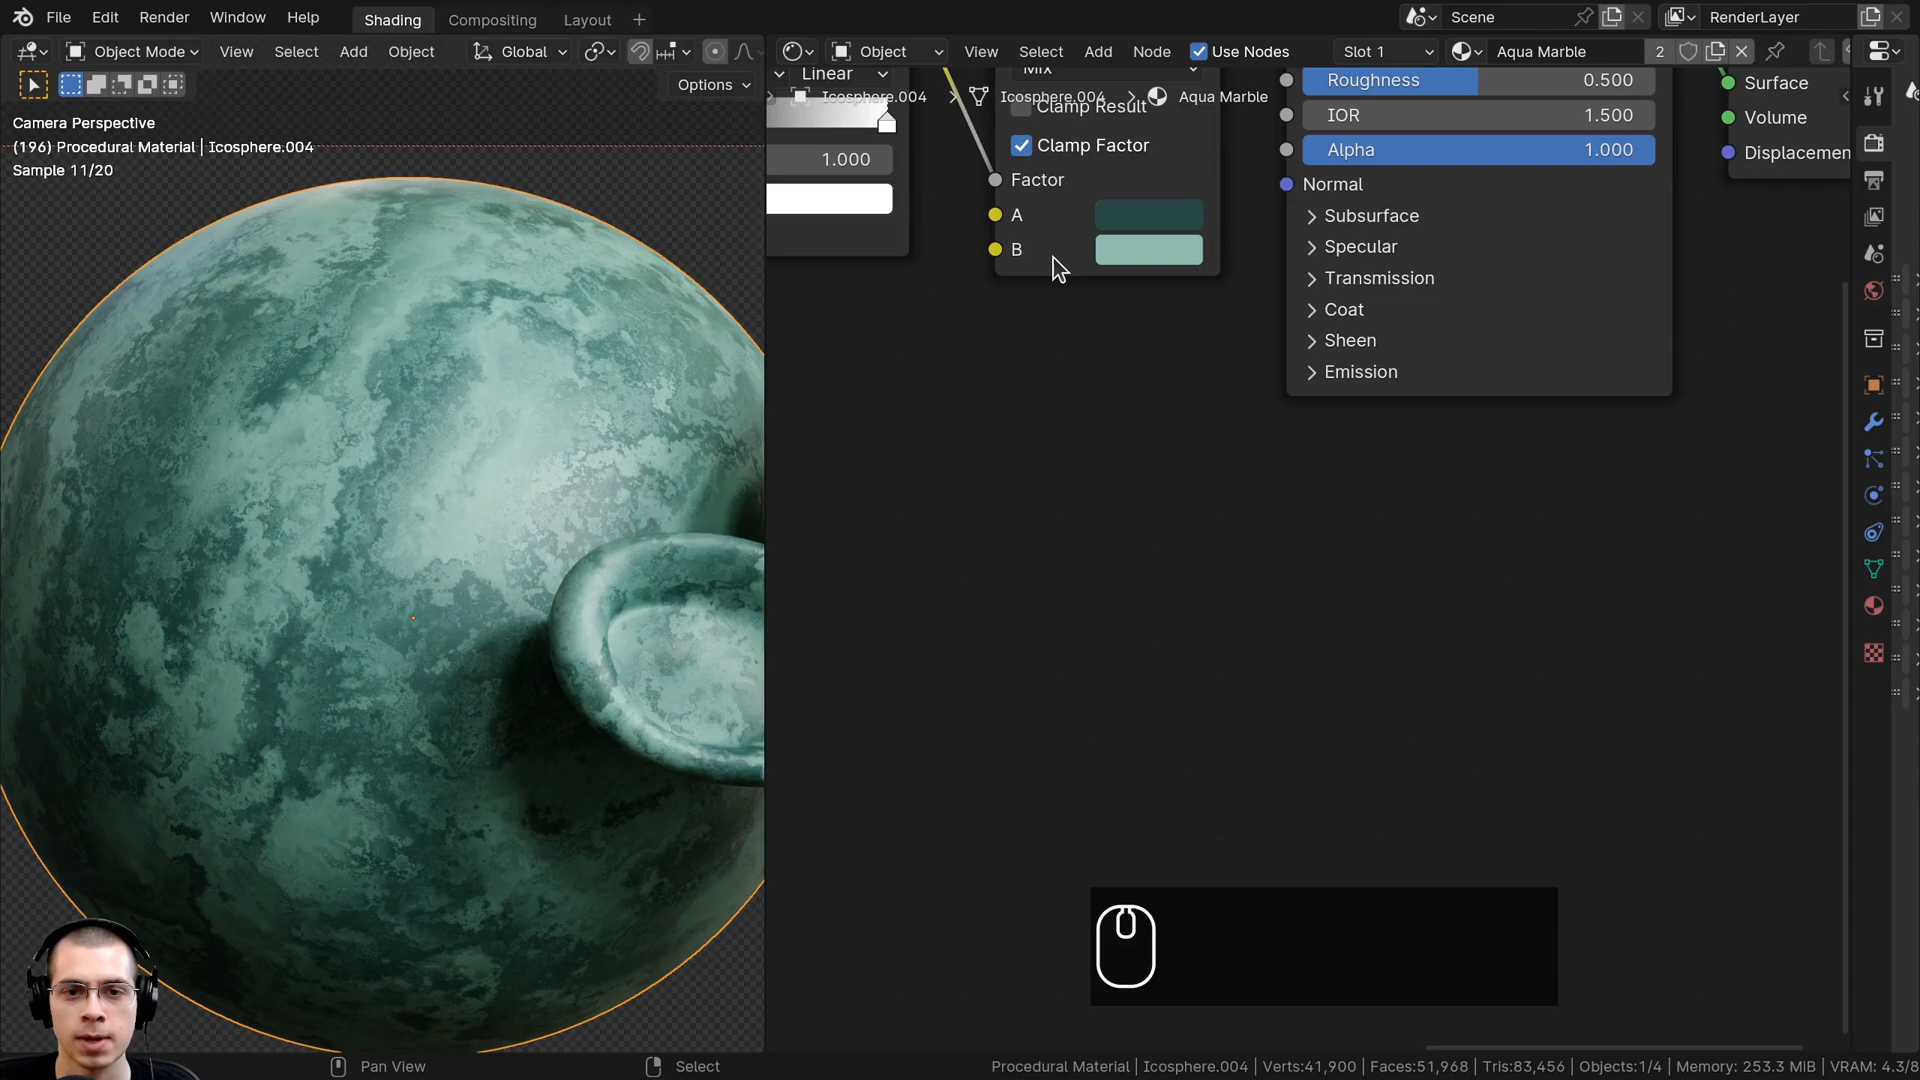 File Edit Render Window Help Shading Compositing Layout + Scene RenderLayer
Object Mode View Select Add Object Global Object View Select Add Node Use Nodes Slot 1 Aqua Marble 2
Options Linear Mix
Icosphere.004 Icosphere.004 Aqua Marble
Camera Perspective
(196) Procedural Material | Icosphere.004
Sample 11/20
1.000
Clamp Result
Clamp Factor
Factor
A
B
Roughness 0.500
IOR 1.500
Alpha 1.000
Normal
Subsurface
Specular
Transmission
Coat
Sheen
Emission
Surface
Volume
Displacemen
Pan View Select Procedural Material | Icosphere.004 | Verts:41,900 | Faces:51,968 | Tris:83,456 | Objects:1/4 | Memory: 253.3 MiB | VRAM: 4.3/8